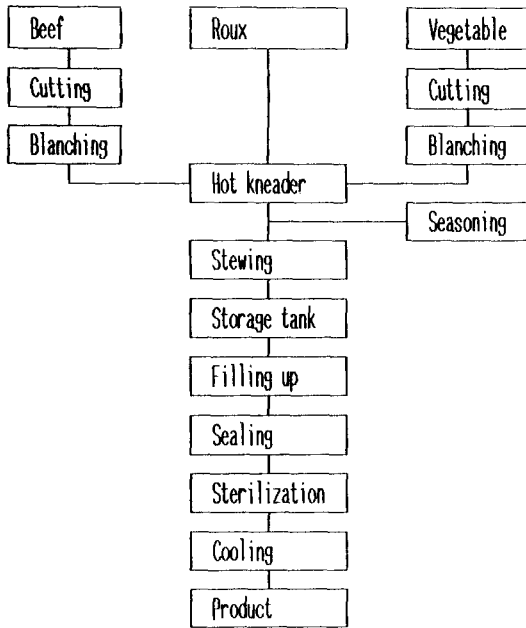 Beef
Roux
Vegetable
Cutting
Cutting
Blanching
Blanching
Hot kneader
Seasoning
Stewing
Storage tank
Filling up
Sealing
Sterilization
Cooling
Product